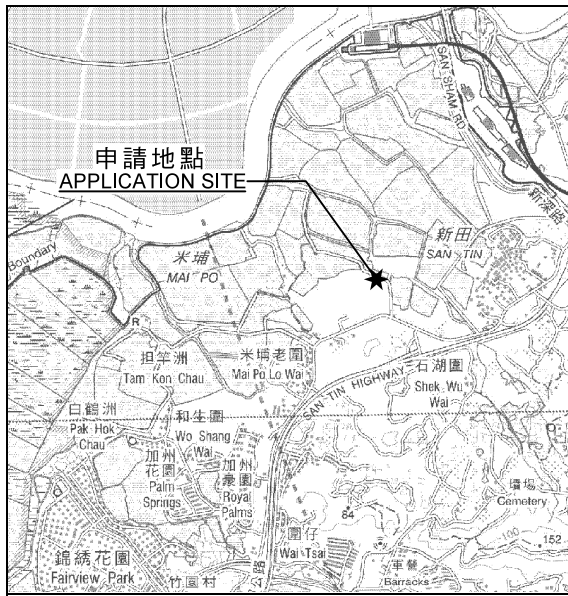 SAN SHAM RD
新深路
申請地點
APPLICATION SITE
新田
SAN TIN
米埔
MAI PO
Boundary
R
担竿洲
Tam Kon Chau
米埔老圍
Mai Po Lo Wai
SAN TIN HIGHWAY
石湖圍
Shek Wu
Wai
白鶴洲
Pak Hok
Chau
和生圍
Wo Shang
Wai
加州
花園
Palm
Springs
加州
豪園
Royal
Palms
墳場
Cemetery
84
100
152
圍仔
Wai Tsai
錦綉花園
Fairview Park
竹園村
公路
軍營
Barracks